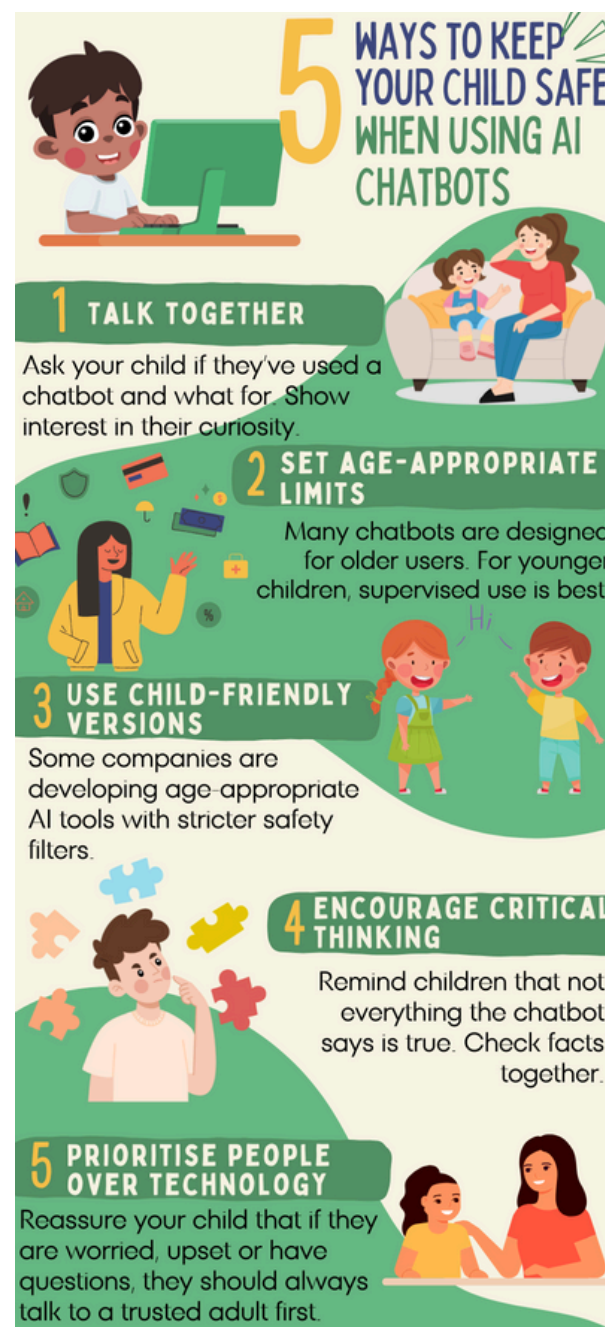 5 WAYS TO KEEP
YOUR CHILD SAFE
WHEN USING AI
CHATBOTS
1 TALK TOGETHER
Ask your child if they've used a
chatbot and what for. Show
interest in their curiosity.
2 SET AGE-APPROPRIATE
LIMITS
Many chatbots are designed
for older users. For younger
children, supervised use is best.
Hi
%
3 USE CHILD-FRIENDLY
VERSIONS
Some companies are
developing age-appropriate
AI tools with stricter safety
filters.
4 ENCOURAGE CRITICAL
THINKING
Remind children that not
everything the chatbot
says is true. Check facts
together.
5 PRIORITISE PEOPLE
OVER TECHNOLOGY
Reassure your child that if they
are worried, upset or have
questions, they should always
talk to a trusted adult first.